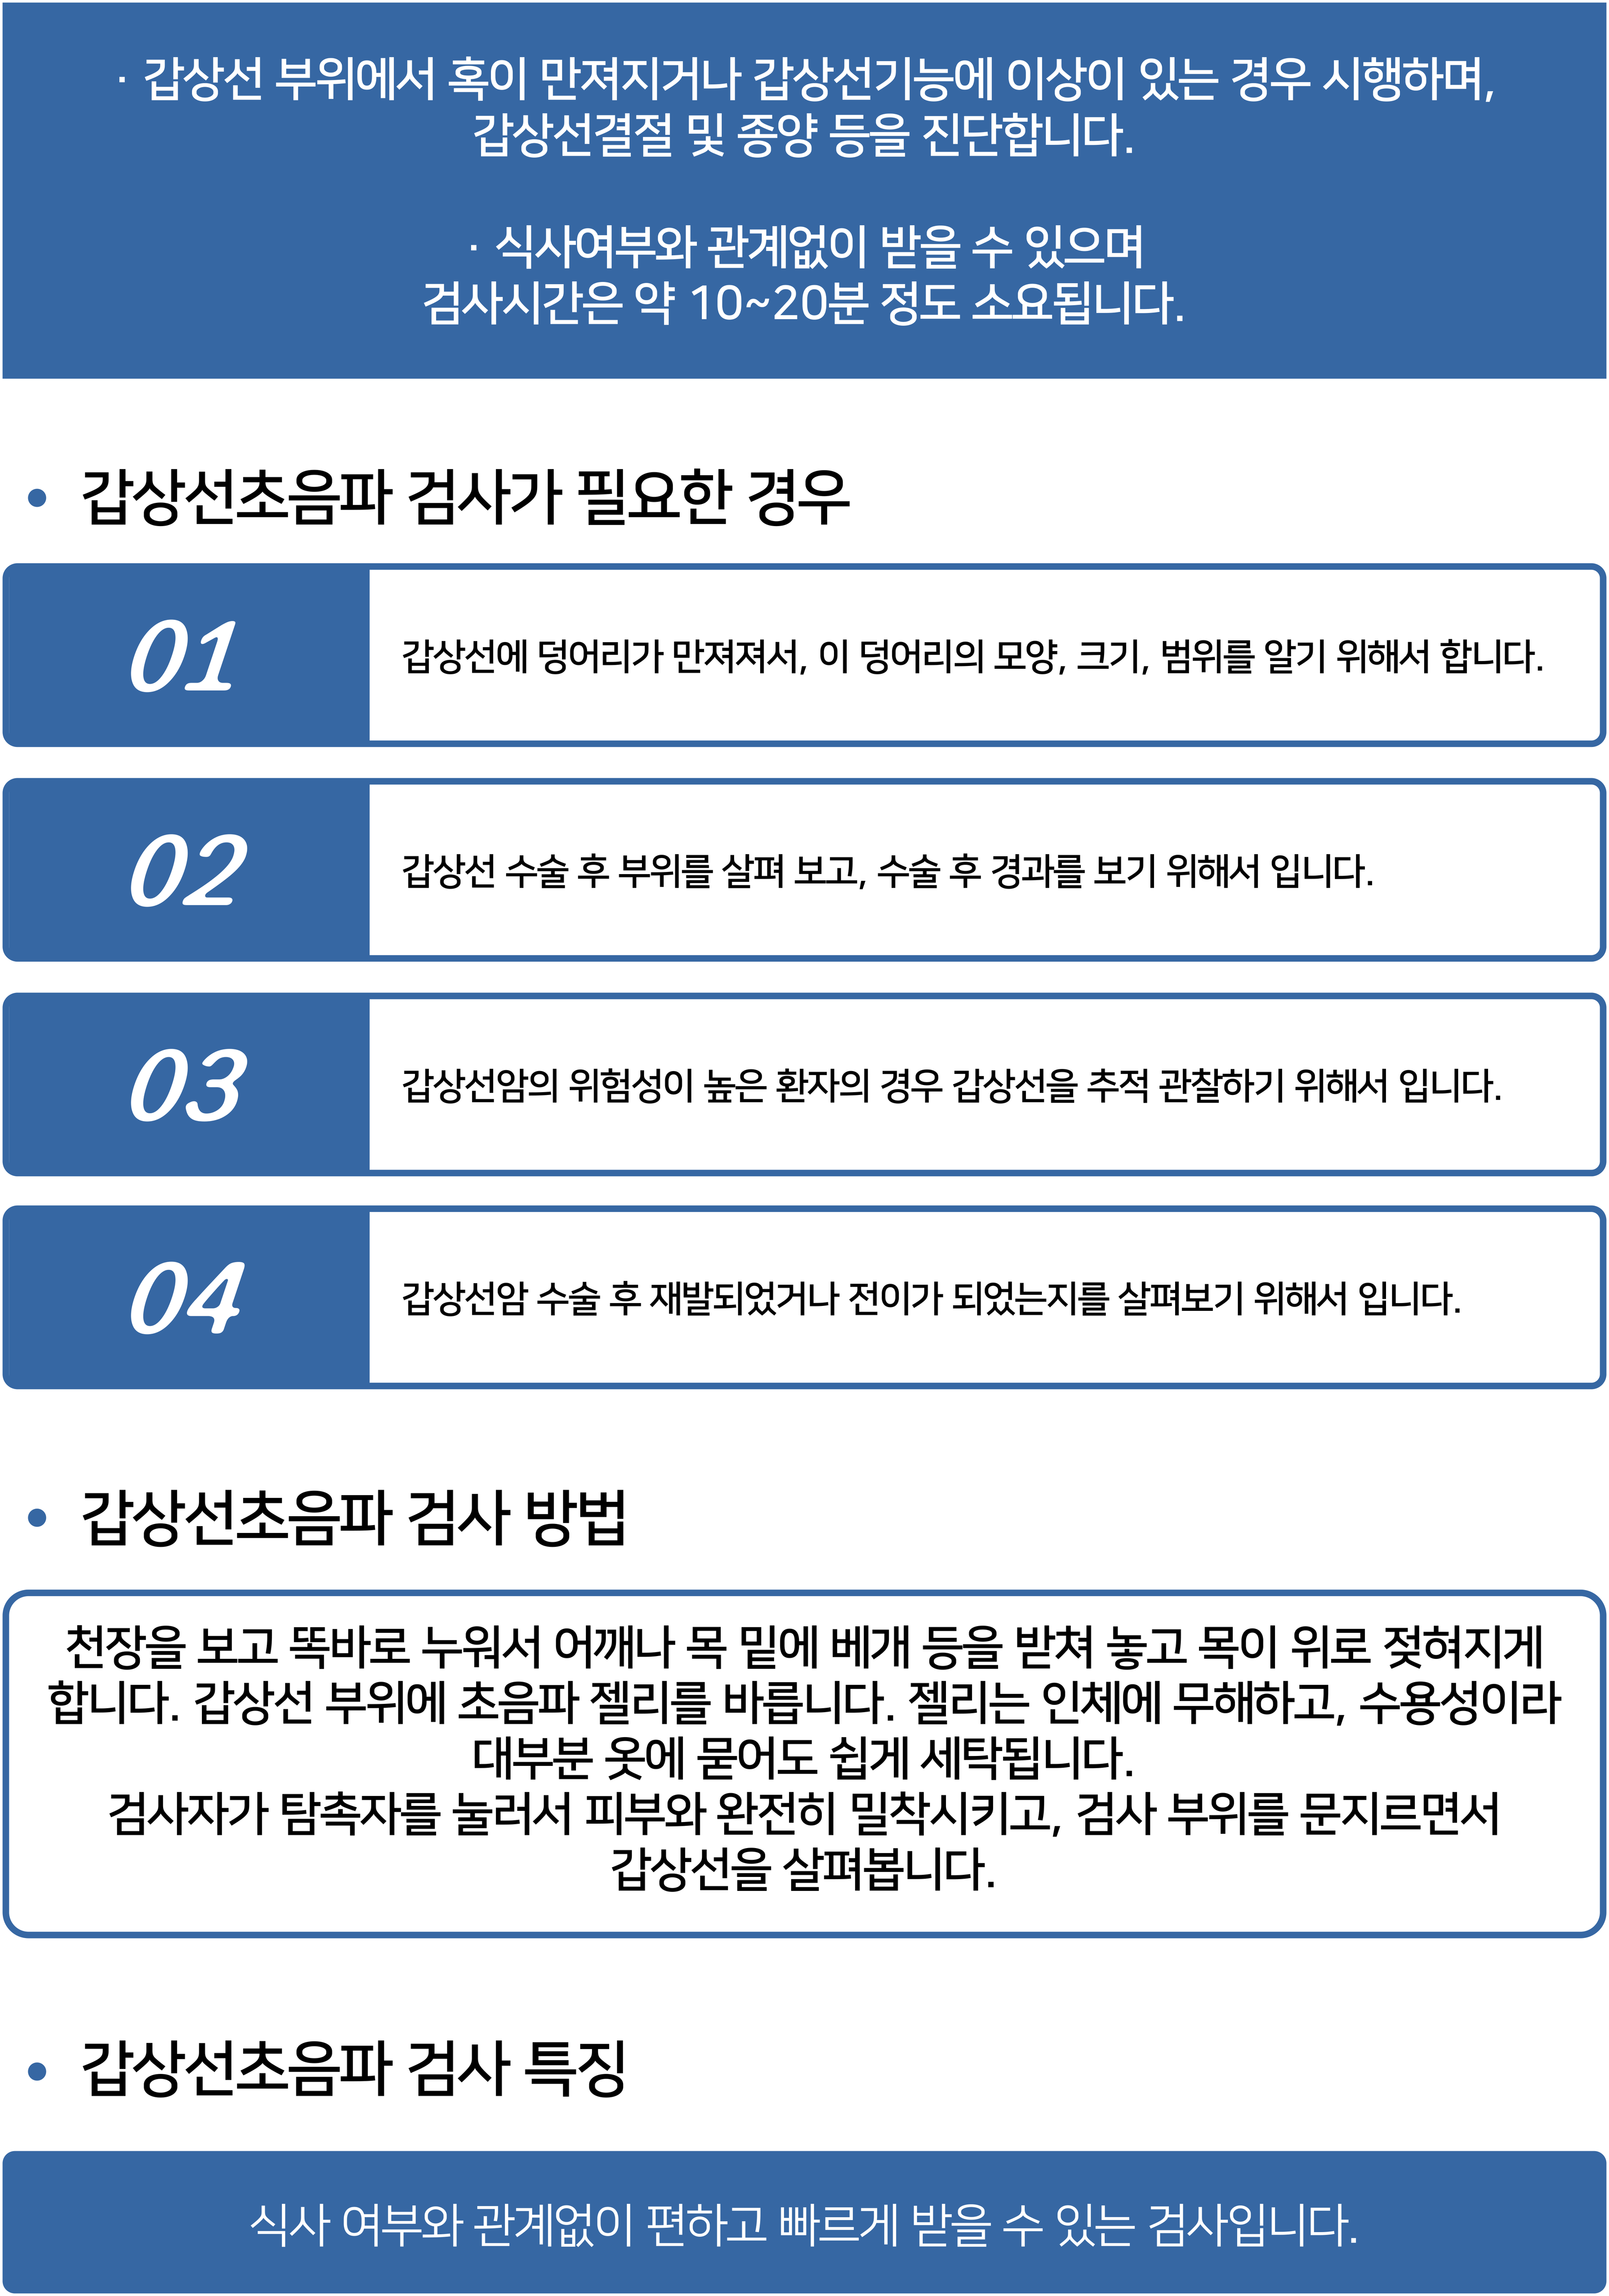 · 갑상선 부위에서 혹이 만져지거나 갑상선기능에 이상이 있는 경우 시행하며,
갑상선결절 및 종양 등을 진단합니다.
· 식사여부와 관계없이 받을 수 있으며
검사시간은 약 10~20분 정도 소요됩니다.
• 갑상선초음파 검사가 필요한 경우
01
갑상선에 덩어리가 만져져서, 이 덩어리의 모양, 크기, 범위를 알기 위해서 합니다.
02
갑상선 수술 후 부위를 살펴 보고, 수술 후 경과를 보기 위해서 입니다.
03
갑상선암의 위험성이 높은 환자의 경우 갑상선을 추적 관찰하기 위해서 입니다.
04
갑상선암 수술 후 재발되었거나 전이가 되었는지를 살펴보기 위해서 입니다.
• 갑상선초음파 검사 방법
천장을 보고 똑바로 누워서 어깨나 목 밑에 베개 등을 받쳐 놓고 목이 위로 젖혀지게
합니다. 갑상선 부위에 초음파 젤리를 바릅니다. 젤리는 인체에 무해하고, 수용성이라
대부분 옷에 묻어도 쉽게 세탁됩니다.
검사자가 탐촉자를 눌러서 피부와 완전히 밀착시키고, 검사 부위를 문지르면서
갑상선을 살펴봅니다.
• 갑상선초음파 검사 특징
식사 여부와 관계없이 편하고 빠르게 받을 수 있는 검사입니다.